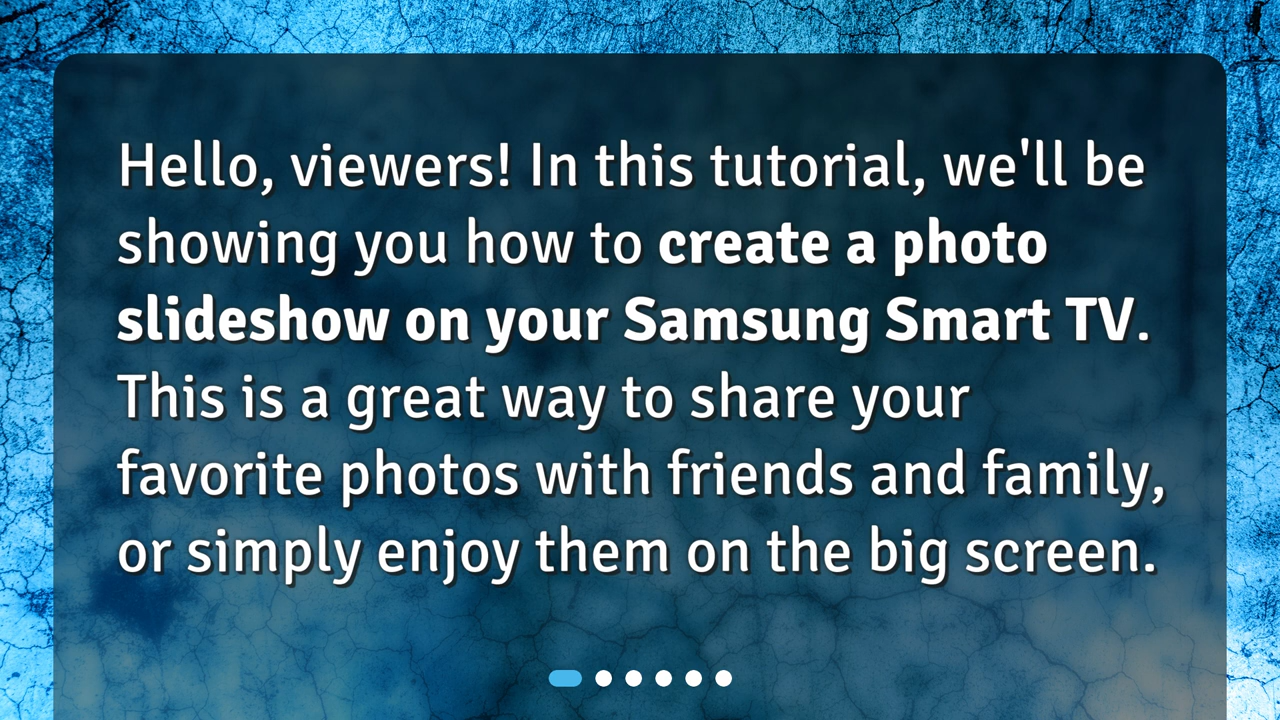 Hello, viewers! In this tutorial, we'll be
showing you how to create a photo
slideshow on your Samsung Smart TV.
This is a great way to share your
favorite photos with friends and family,
or simply enjoy them on the big screen.